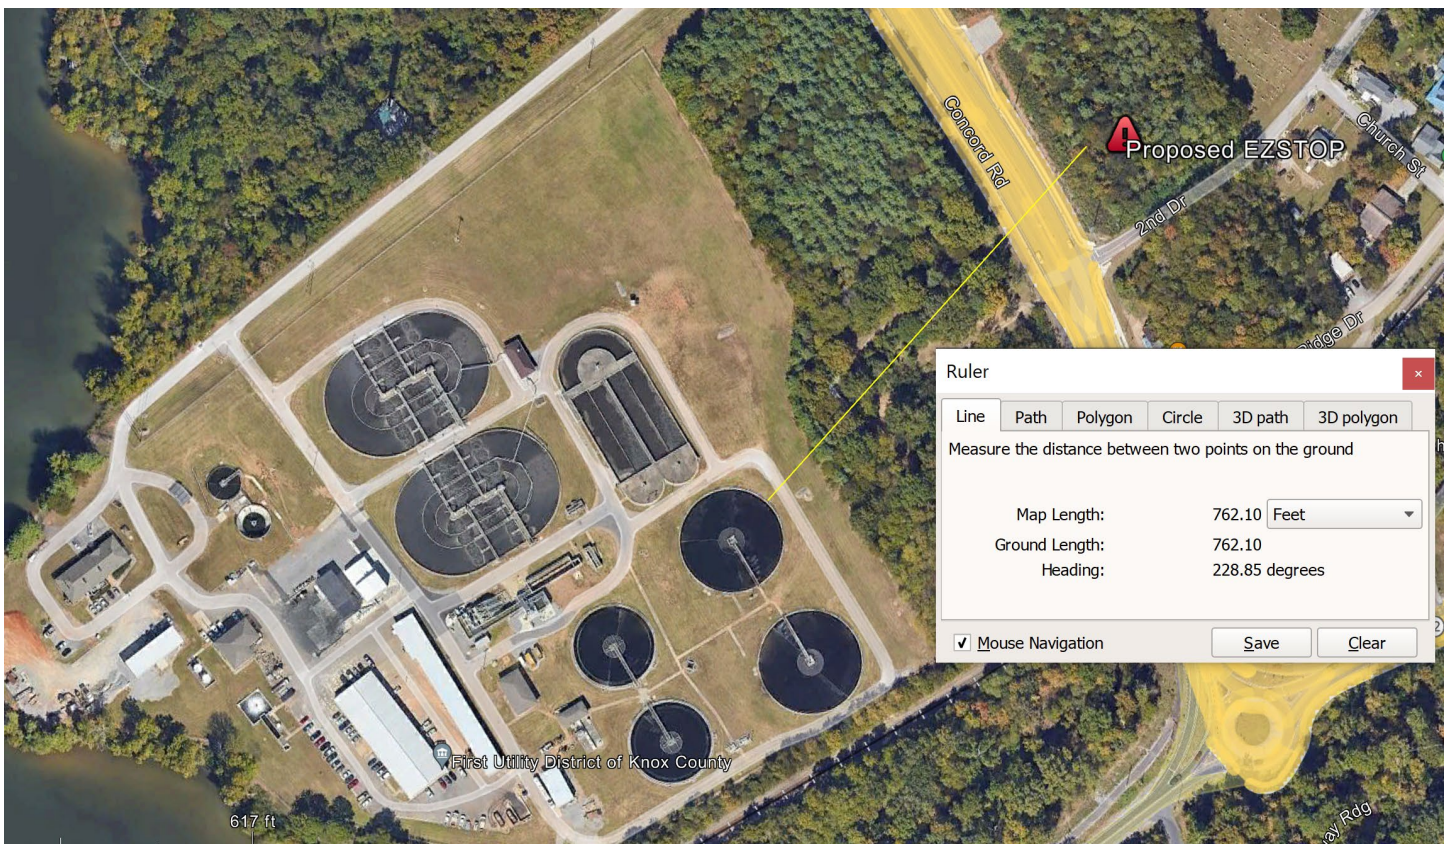 Concord Rd
Proposed EZSTOP
Church St
2nd Dr
Ridge Dr
Ruler
×
Line Path Polygon Circle 3D path 3D polygon
Measure the distance between two points on the ground
Map Length: 762.10 Feet
Ground Length: 762.10
Heading: 228.85 degrees
Mouse Navigation Save Clear
First Utility District of Knox County
617 ft
ay Rdg